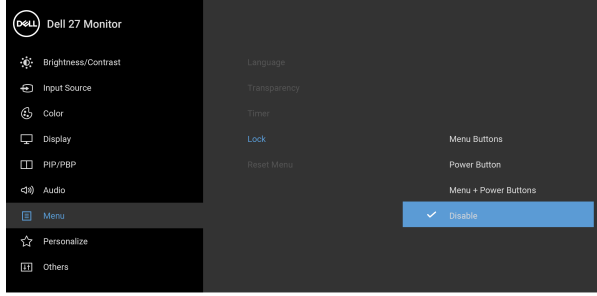 DELL
Dell 27 Monitor
Brightness/Contrast
Input Source
Color
Display
PIP/PBP
Audio
Menu
Personalize
Others
Language
Transparency
Timer
Lock
Reset Menu
Menu Buttons
Power Button
Menu + Power Buttons
Disable